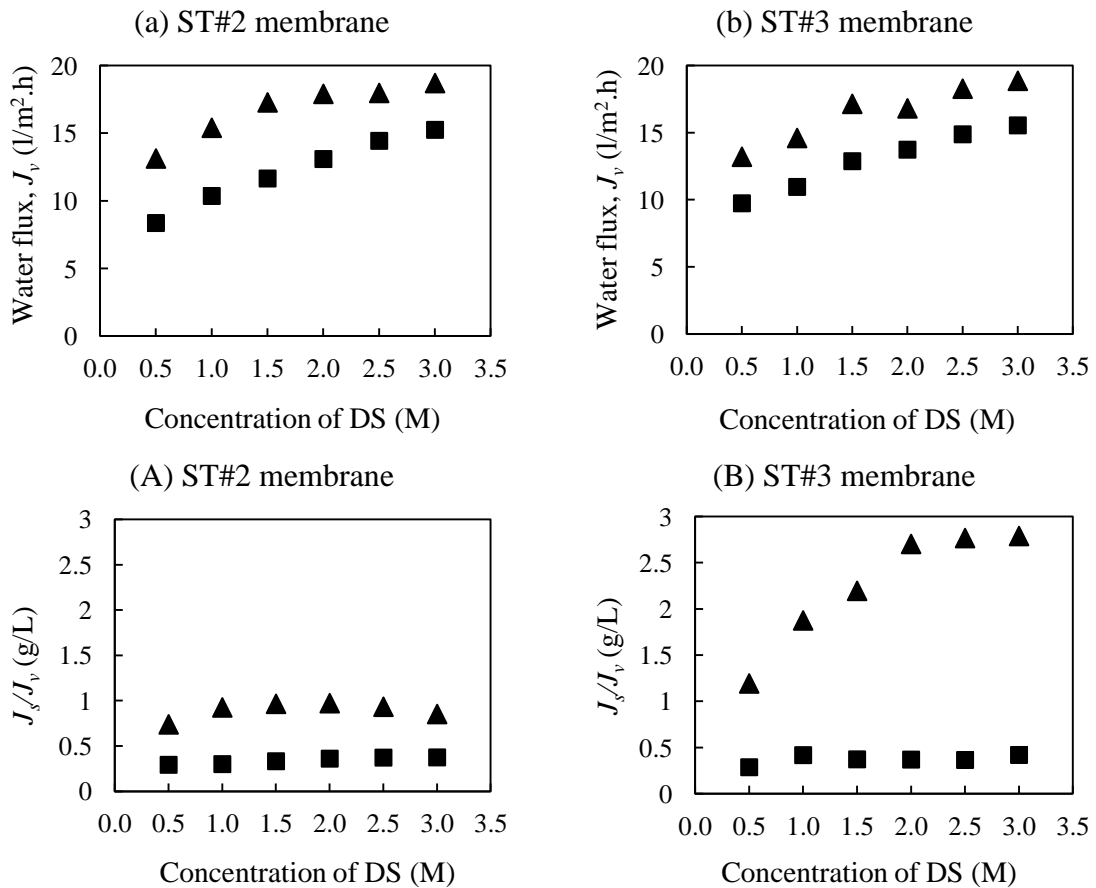 (a) ST#2 membrane
Water flux, Jv (l/m².h)
20
15
10
5
0
0.0 0.5 1.0 1.5 2.0 2.5 3.0 3.5
Concentration of DS (M)
(b) ST#3 membrane
Water flux, Jv (l/m².h)
20
15
10
5
0
0.0 0.5 1.0 1.5 2.0 2.5 3.0 3.5
Concentration of DS (M)
(A) ST#2 membrane
Js/Jv (g/L)
3
2.5
2
1.5
1
0.5
0
0.0 0.5 1.0 1.5 2.0 2.5 3.0 3.5
Concentration of DS (M)
(B) ST#3 membrane
Js/Jv (g/L)
3
2.5
2
1.5
1
0.5
0
0.0 0.5 1.0 1.5 2.0 2.5 3.0 3.5
Concentration of DS (M)